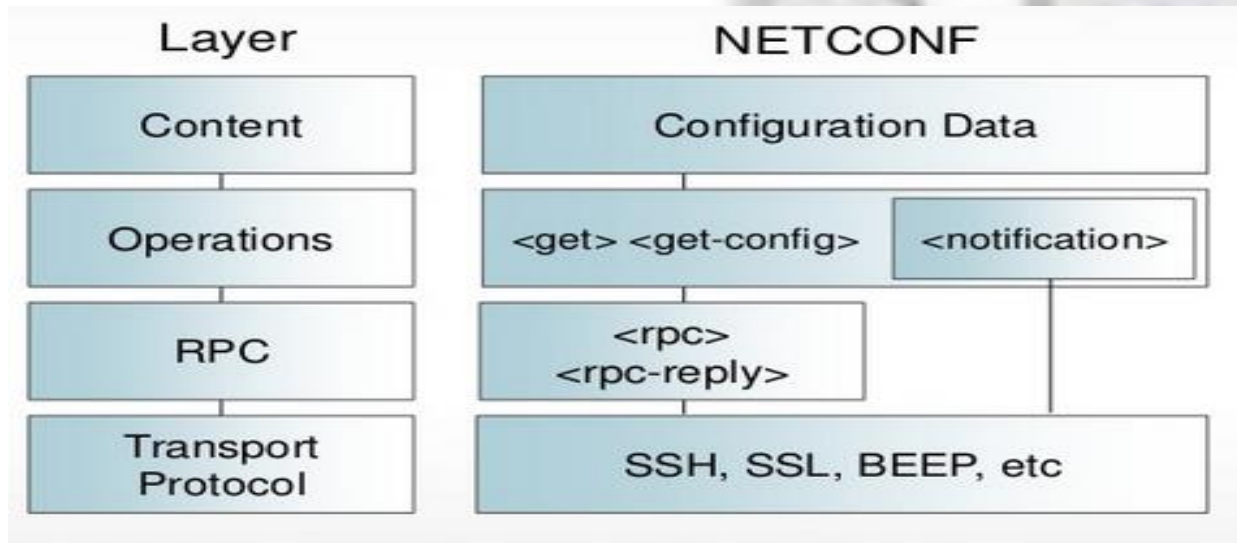 Layer
NETCONF
Content
Configuration Data
Operations
<get> <get-config>
<notification>
RPC
<rpc>
<rpc-reply>
Transport
Protocol
SSH, SSL, BEEP, etc